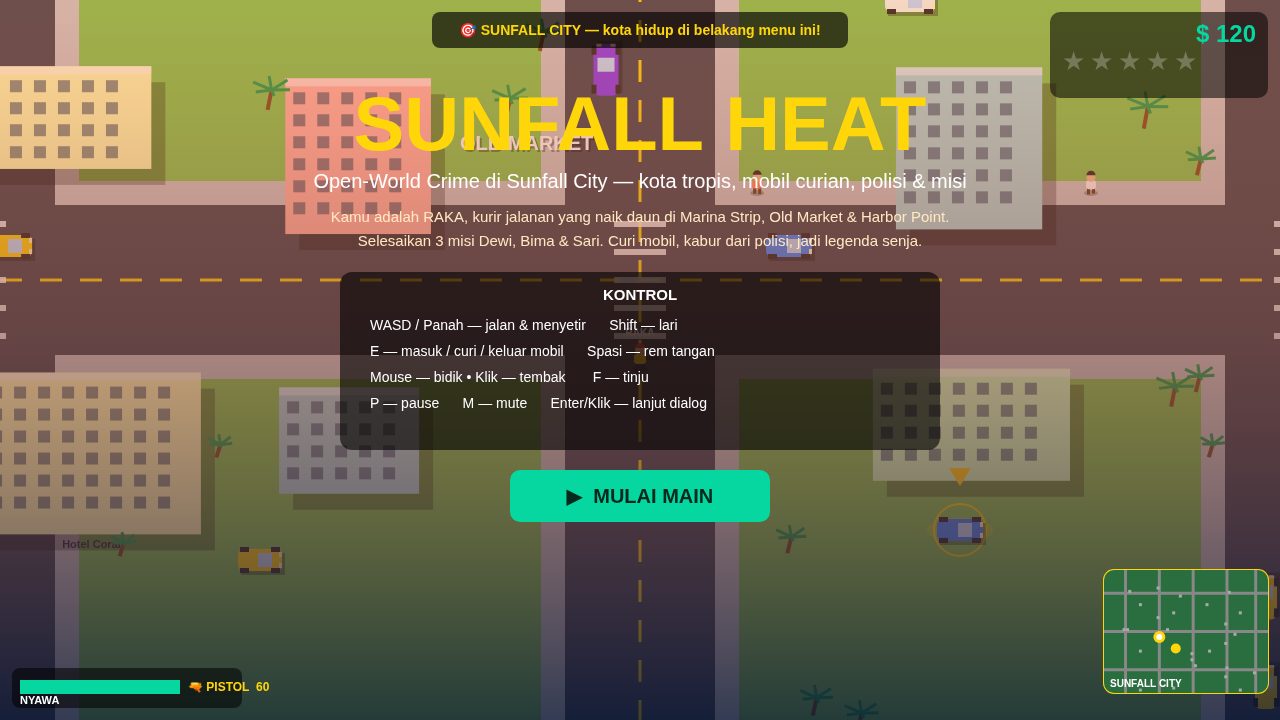 🎯 SUNFALL CITY — kota hidup di belakang menu ini!
$ 120
★ ★ ★ ★ ★
SUNFALL HEAT
OLD MARKET
Open-World Crime di Sunfall City — kota tropis, mobil curian, polisi & misi
Kamu adalah RAKA, kurir jalanan yang naik daun di Marina Strip, Old Market & Harbor Point.
Selesaikan 3 misi Dewi, Bima & Sari. Curi mobil, kabur dari polisi, jadi legenda senja.
KONTROL
WASD / Panah — jalan & menyetir Shift — lari
E — masuk / curi / keluar mobil Spasi — rem tangan
Mouse — bidik • Klik — tembak F — tinju
P — pause M — mute Enter/Klik — lanjut dialog
▶ MULAI MAIN
Hotel Coral
SUNFALL CITY
🔫 PISTOL 60
NYAWA